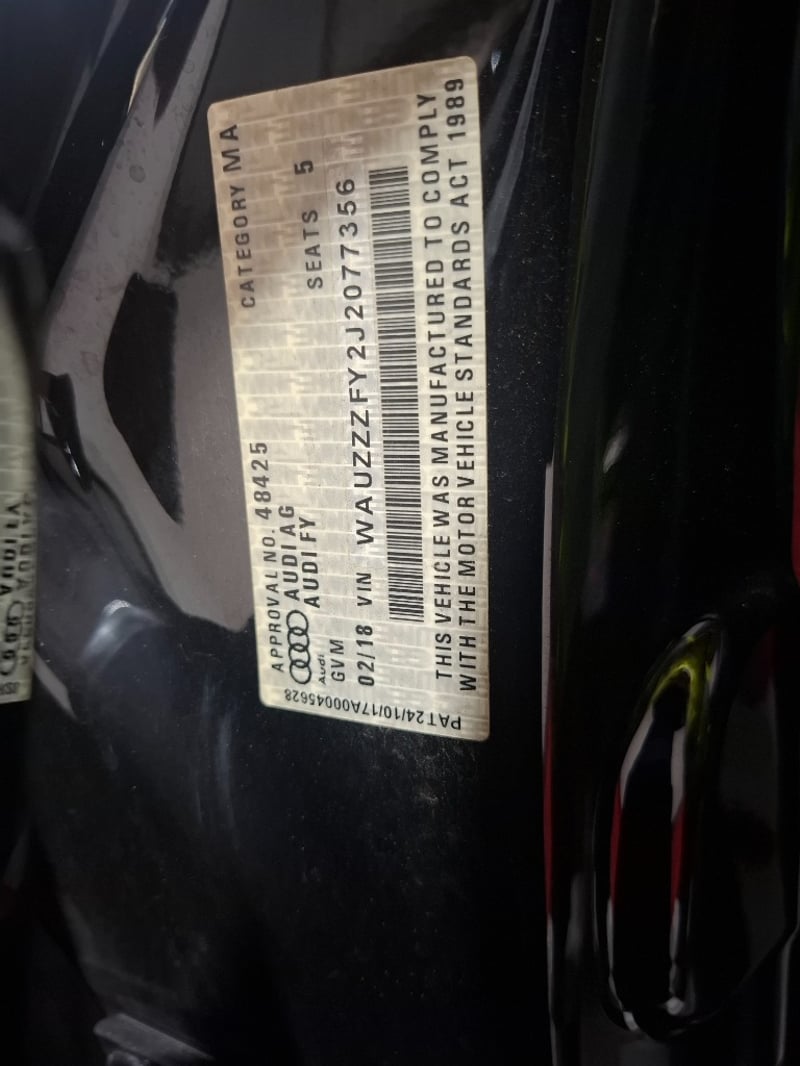 APPROVAL NO. 48425 CATEGORY MA
AUDI AG
AUDI FY SEATS 5
Audi
GVM
02/18 VIN WAUZZZFY2J2077356
THIS VEHICLE WAS MANUFACTURED TO COMPLY
WITH THE MOTOR VEHICLE STANDARDS ACT 1989
PAT24/10/17A00045628